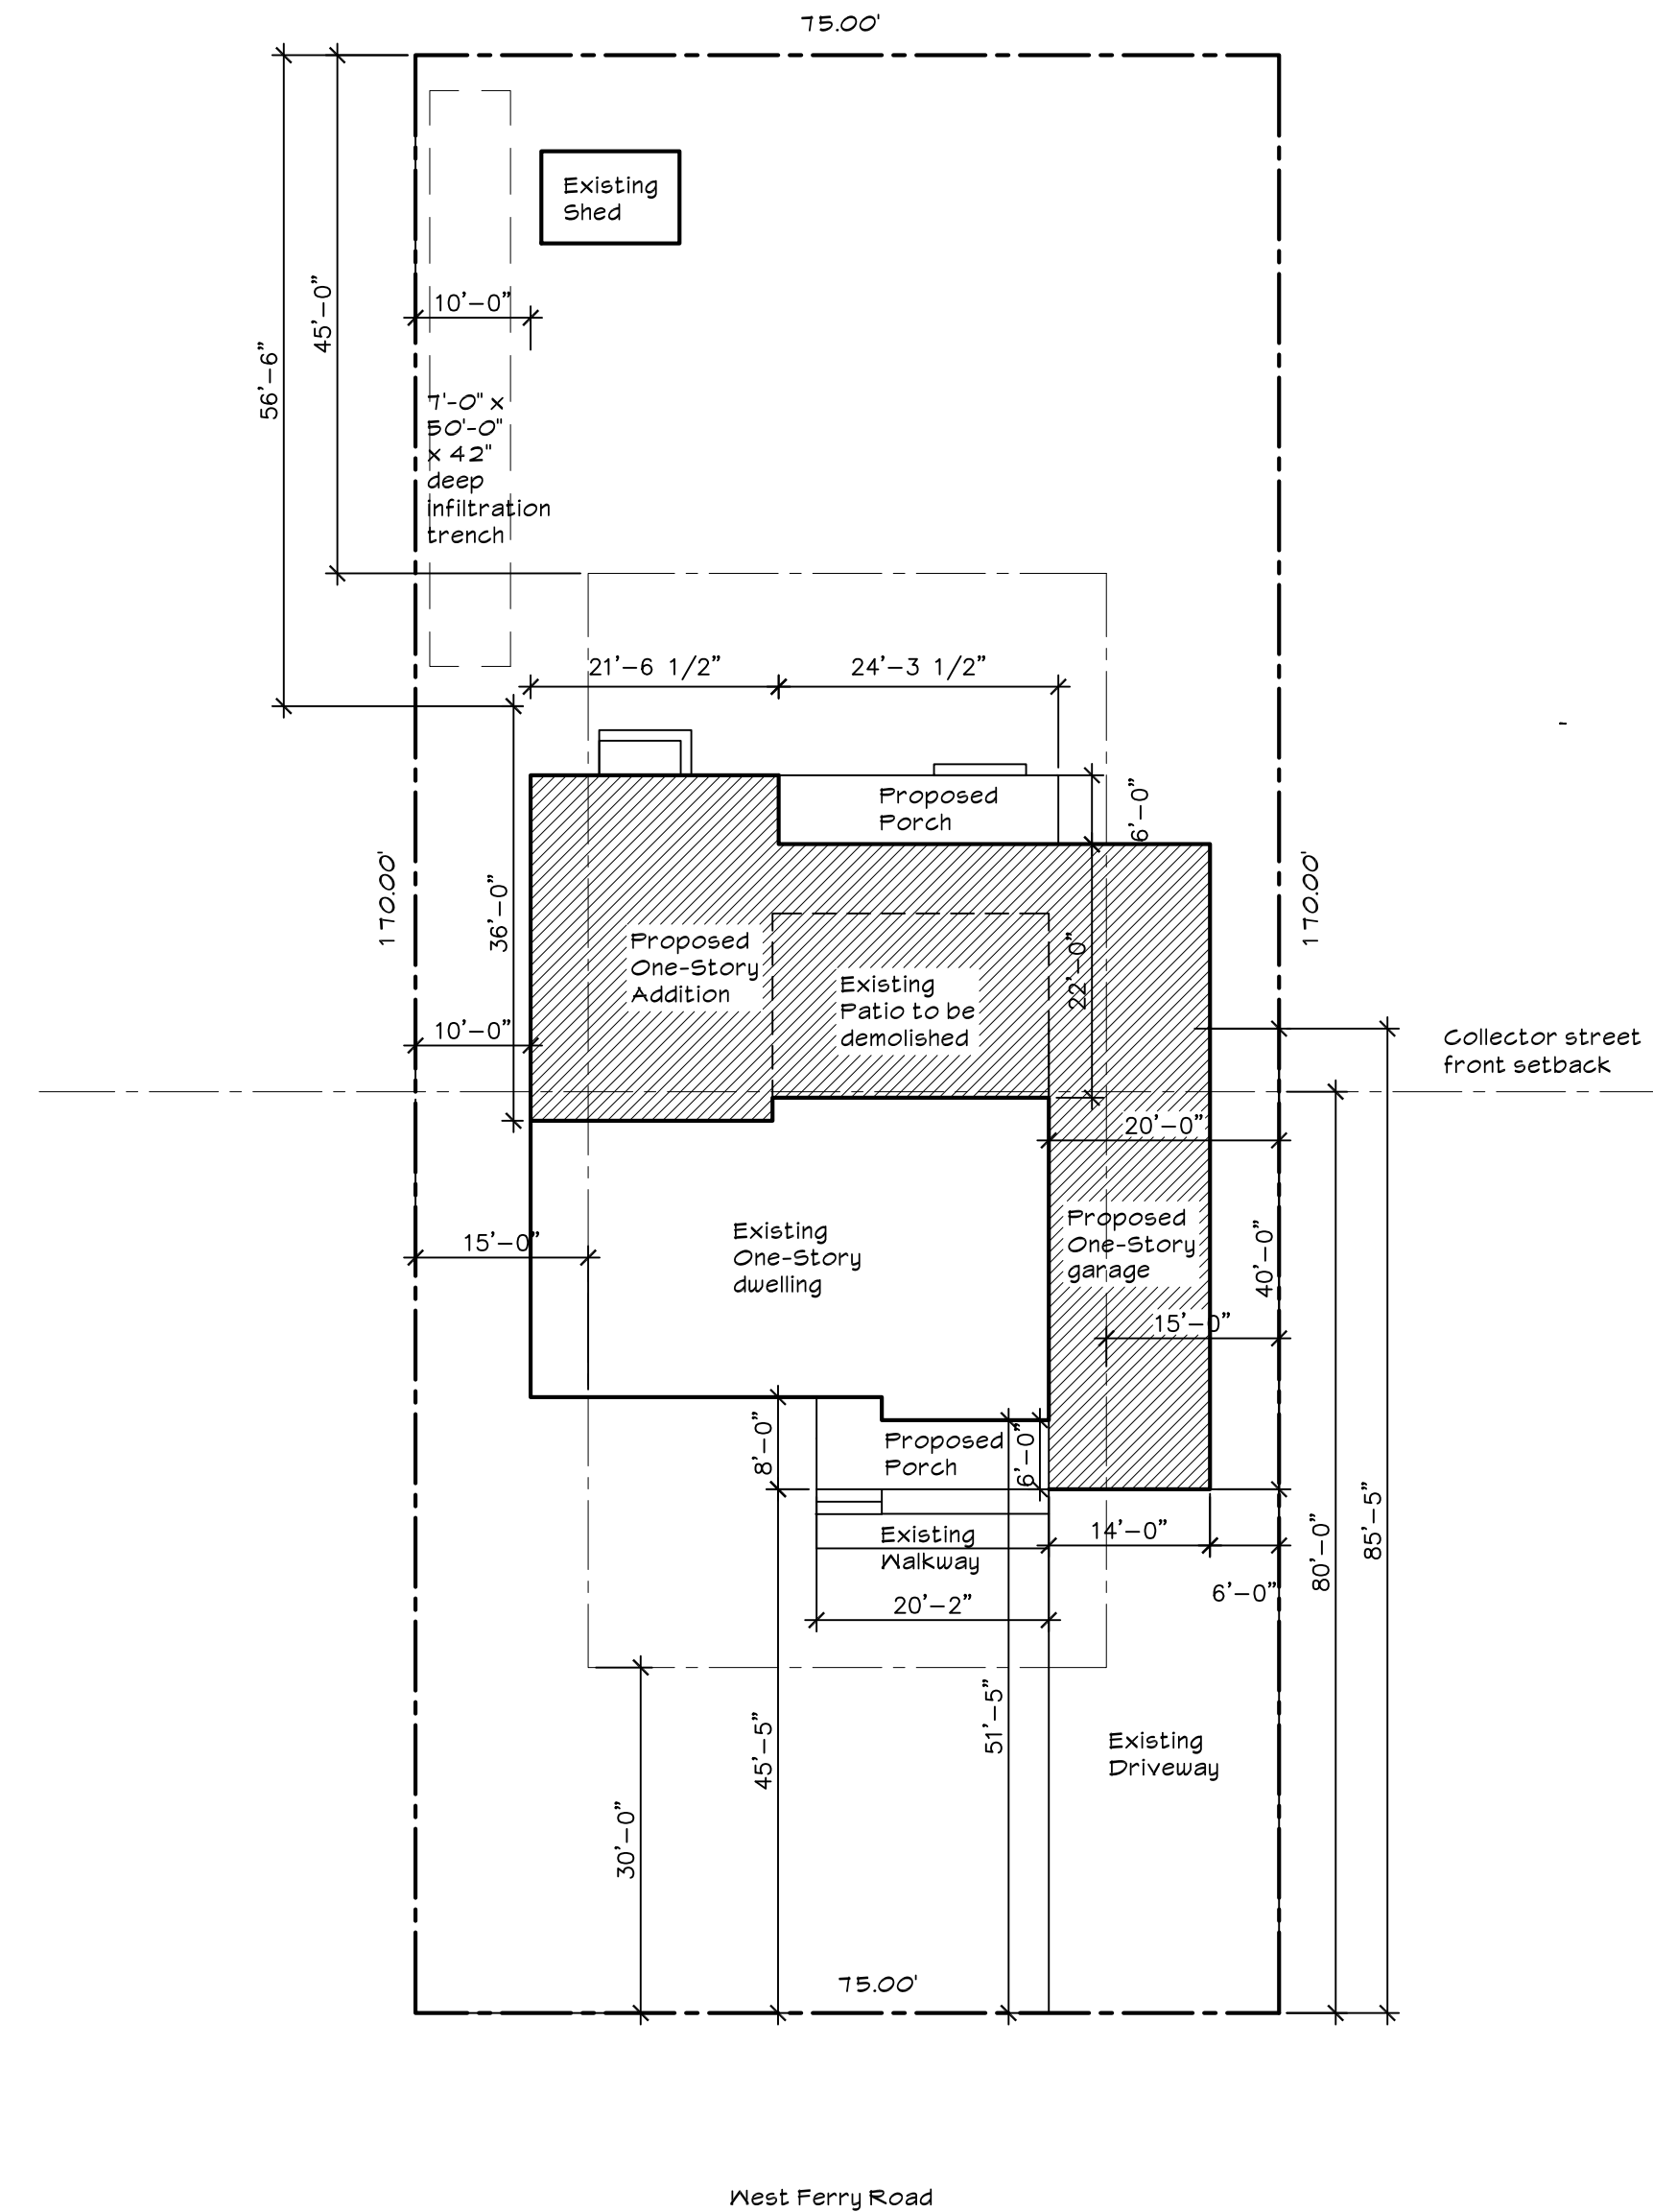 75.00'
Existing
Shed
10'-0"
45'-0"
56'-6"
7'-0" x
50'-0"
x 42"
deep
infiltration
trench
21'-6 1/2"
24'-3 1/2"
Proposed
Porch
6'-0"
170.00'
36'-0"
170.00'
Proposed
One-Story
Addition
Existing
Patio to be
demolished
22'-0"
10'-0"
Collector street
front setback
20'-0"
Existing
One-Story
dwelling
15'-0"
Proposed
One-Story
garage
40'-0"
15'-0"
8'-0"
Proposed
Porch
6'-0"
Existing
Walkway
14'-0"
6'-0"
80'-0"
85'-5"
20'-2"
51'-5"
45'-5"
30'-0"
Existing
Driveway
75.00'
West Ferry Road